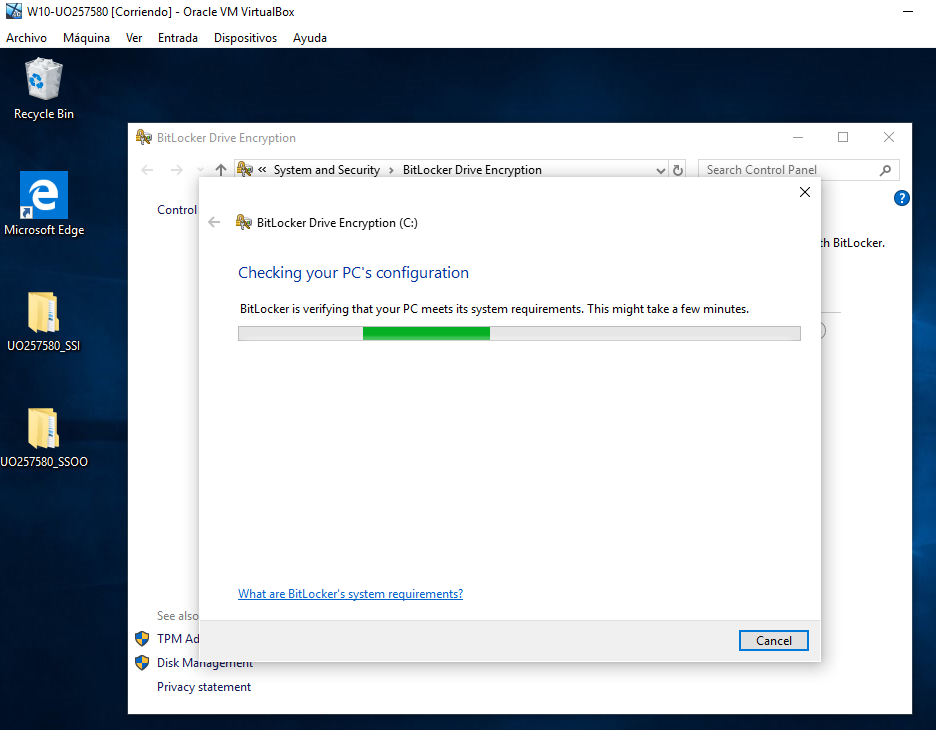 W10-UO257580 [Corriendo] - Oracle VM VirtualBox
Archivo Máquina Ver Entrada Dispositivos Ayuda
Recycle Bin
Microsoft Edge
UO257580_SSI
UO257580_SSOO
BitLocker Drive Encryption
« System and Security › BitLocker Drive Encryption
Search Control Panel
Control
?
th BitLocker.
BitLocker Drive Encryption (C:)
Checking your PC's configuration
BitLocker is verifying that your PC meets its system requirements. This might take a few minutes.
What are BitLocker's system requirements?
Cancel
See also
TPM Ad
Disk Management
Privacy statement